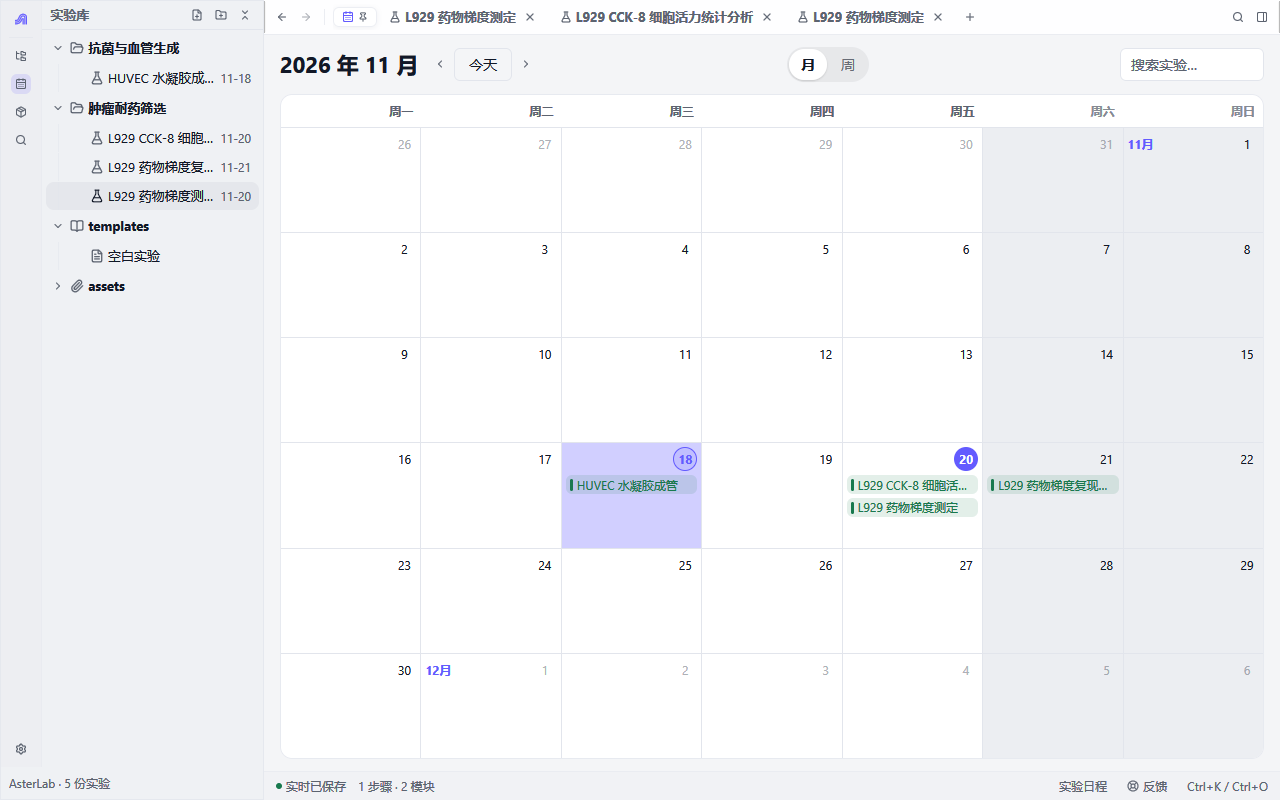 实验库
抗菌与血管生成
HUVEC 水凝胶成... 11-18
肿瘤耐药筛选
L929 CCK-8 细胞... 11-20
L929 药物梯度复... 11-21
L929 药物梯度测... 11-20
templates
空白实验
assets
AsterLab · 5 份实验
L929 药物梯度测定 L929 CCK-8 细胞活力统计分析 L929 药物梯度测定
2026 年 11 月 今天 月 周 搜索实验...
周一 周二 周三 周四 周五 周六 周日
26 27 28 29 30 31 11月 1
2 3 4 5 6 7 8
9 10 11 12 13 14 15
16 17 18 19 20 21 22
HUVEC 水凝胶成管 L929 CCK-8 细胞活... L929 药物梯度复现...
L929 药物梯度测定
23 24 25 26 27 28 29
30 12月 1 2 3 4 5 6
实时已保存 1 步骤 · 2 模块 实验日程 反馈 Ctrl+K / Ctrl+O